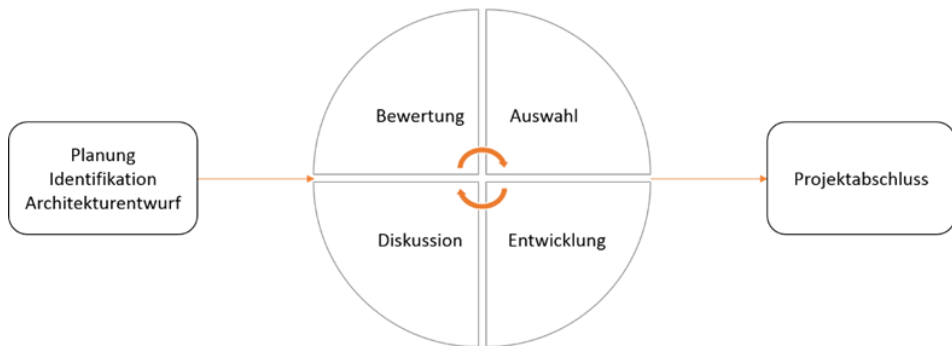 Planung
Identifikation
Architekturentwurf
Bewertung
Auswahl
Diskussion
Entwicklung
Projektabschluss